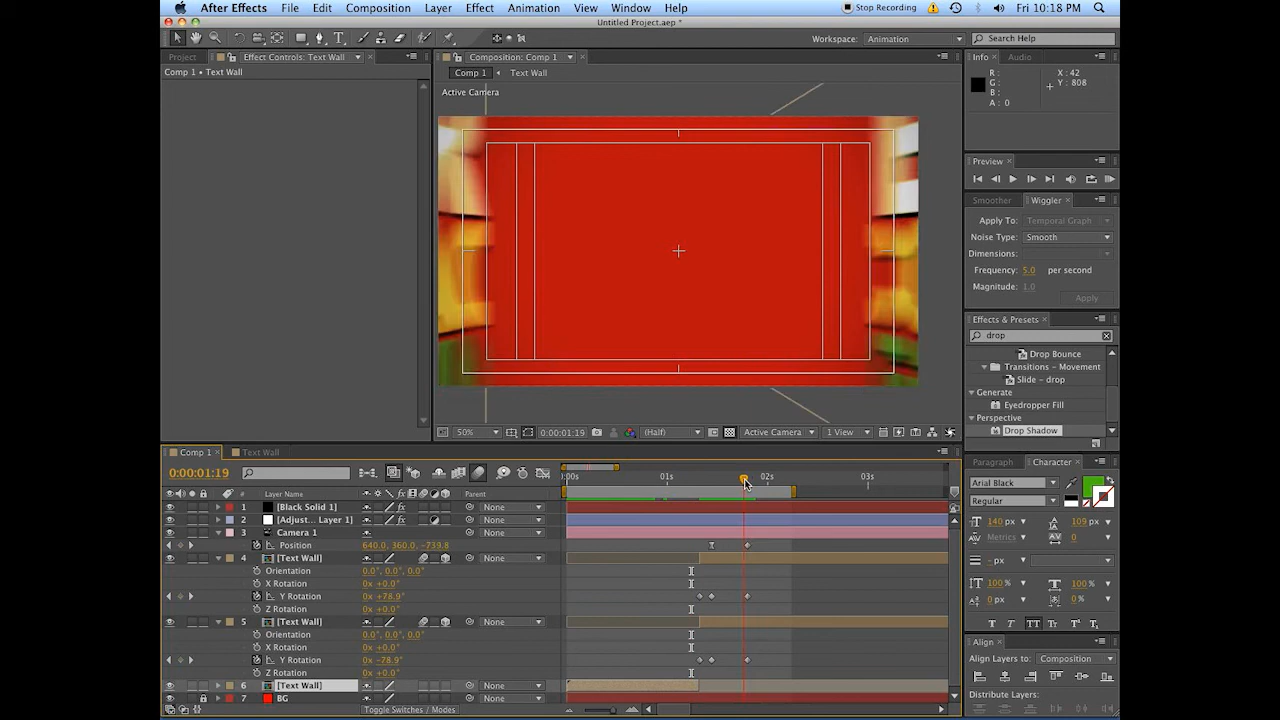 After Effects File Edit Composition Layer Effect Animation View Window Help Stop Recording Fri 10:18 PM
Untitled Project.aep *
Workspace: Animation Search Help
Project Effect Controls: Text Wall Composition: Comp 1 Info Audio
Comp 1 • Text Wall Comp 1 Text Wall
R: X: 42
G: Y: 808
B:
A: 0
Active Camera
Preview
Smoother Wiggler
Apply To: Temporal Graph
Noise Type: Smooth
Dimensions:
Frequency: 5.0 per second
Magnitude: 1.0
Apply
Effects & Presets
drop
Drop Bounce
Transitions - Movement
Slide - drop
Generate
Eyedropper Fill
Perspective
Drop Shadow
50% 0:00:01:19 (Half) Active Camera 1 View
Comp 1 Text Wall
0:00:01:19 0:00s 01s 02s 03s
# Layer Name Parent
1 [Black Solid 1] None
2 [Adjust... Layer 1] None
3 Camera 1 None
Position 640.0, 360.0, -739.8
4 [Text Wall] None
Orientation 0.0°, 0.0°, 0.0°
X Rotation 0x +0.0°
Y Rotation 0x +78.9°
Z Rotation 0x +0.0°
5 [Text Wall] None
Orientation 0.0°, 0.0°, 0.0°
X Rotation 0x +0.0°
Y Rotation 0x -78.9°
Z Rotation 0x +0.0°
6 [Text Wall] None
7 BG None
Toggle Switches / Modes
Paragraph Character
Arial Black
Regular
140 px 109 px
Metrics 0
- px
100% 100%
0 px 0 %
T T TT Tr T¹ T₁
Align
Align Layers to: Composition
Distribute Layers: